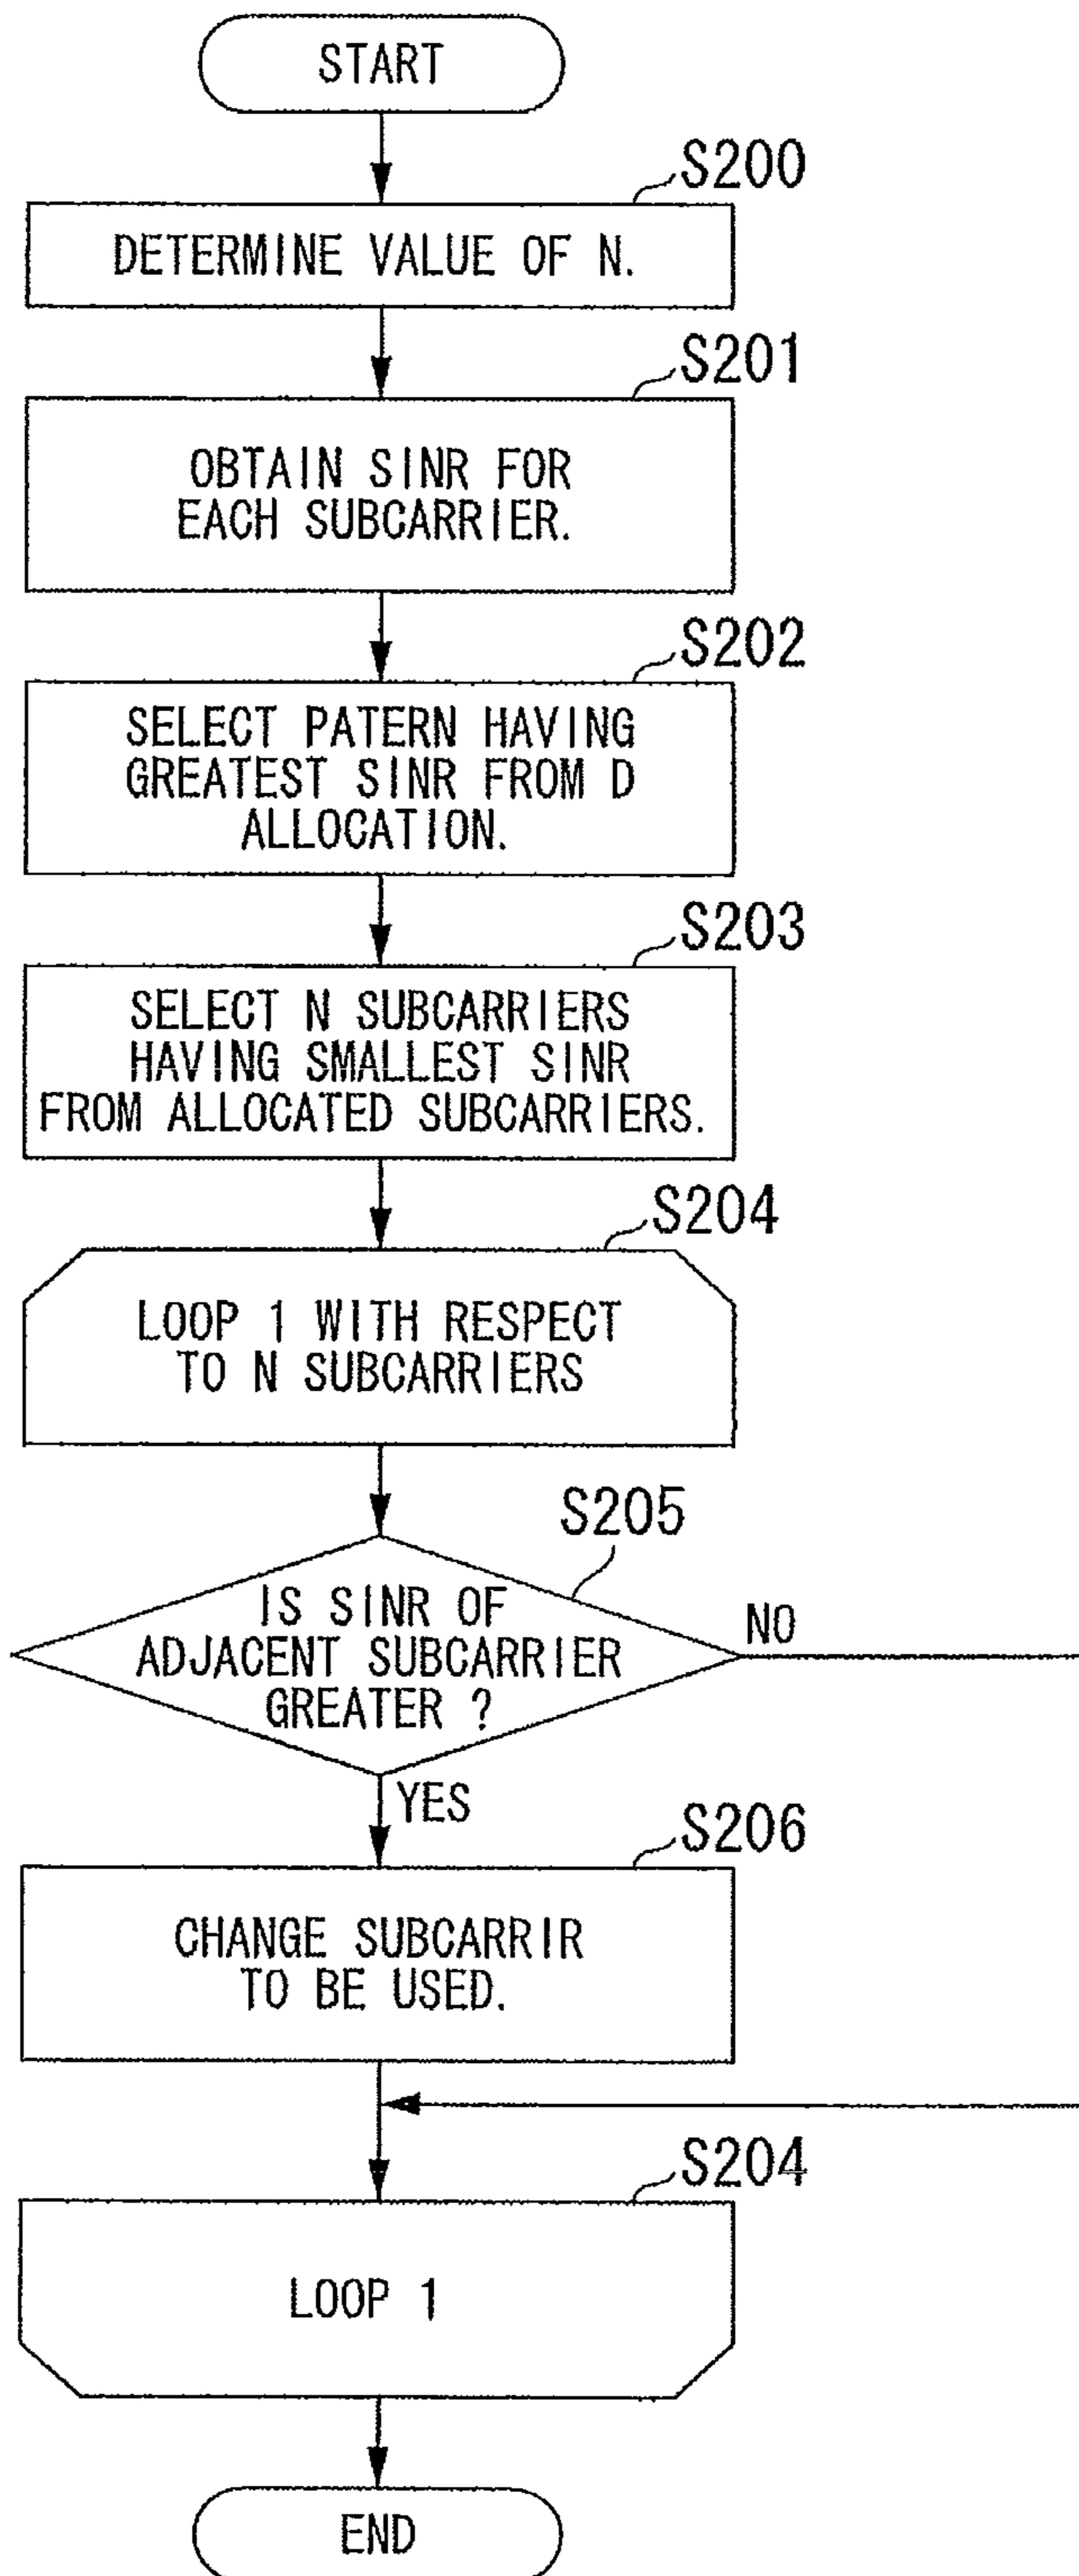 START
S200
DETERMINE VALUE OF N.
S201
OBTAIN SINR FOR
EACH SUBCARRIER.
S202
SELECT PATERN HAVING
GREATEST SINR FROM D
ALLOCATION.
S203
SELECT N SUBCARRIERS
HAVING SMALLEST SINR
FROM ALLOCATED SUBCARRIERS.
S204
LOOP 1 WITH RESPECT
TO N SUBCARRIERS
S205
IS SINR OF
ADJACENT SUBCARRIER
GREATER ?
NO
YES
S206
CHANGE SUBCARRIR
TO BE USED.
S204
LOOP 1
END